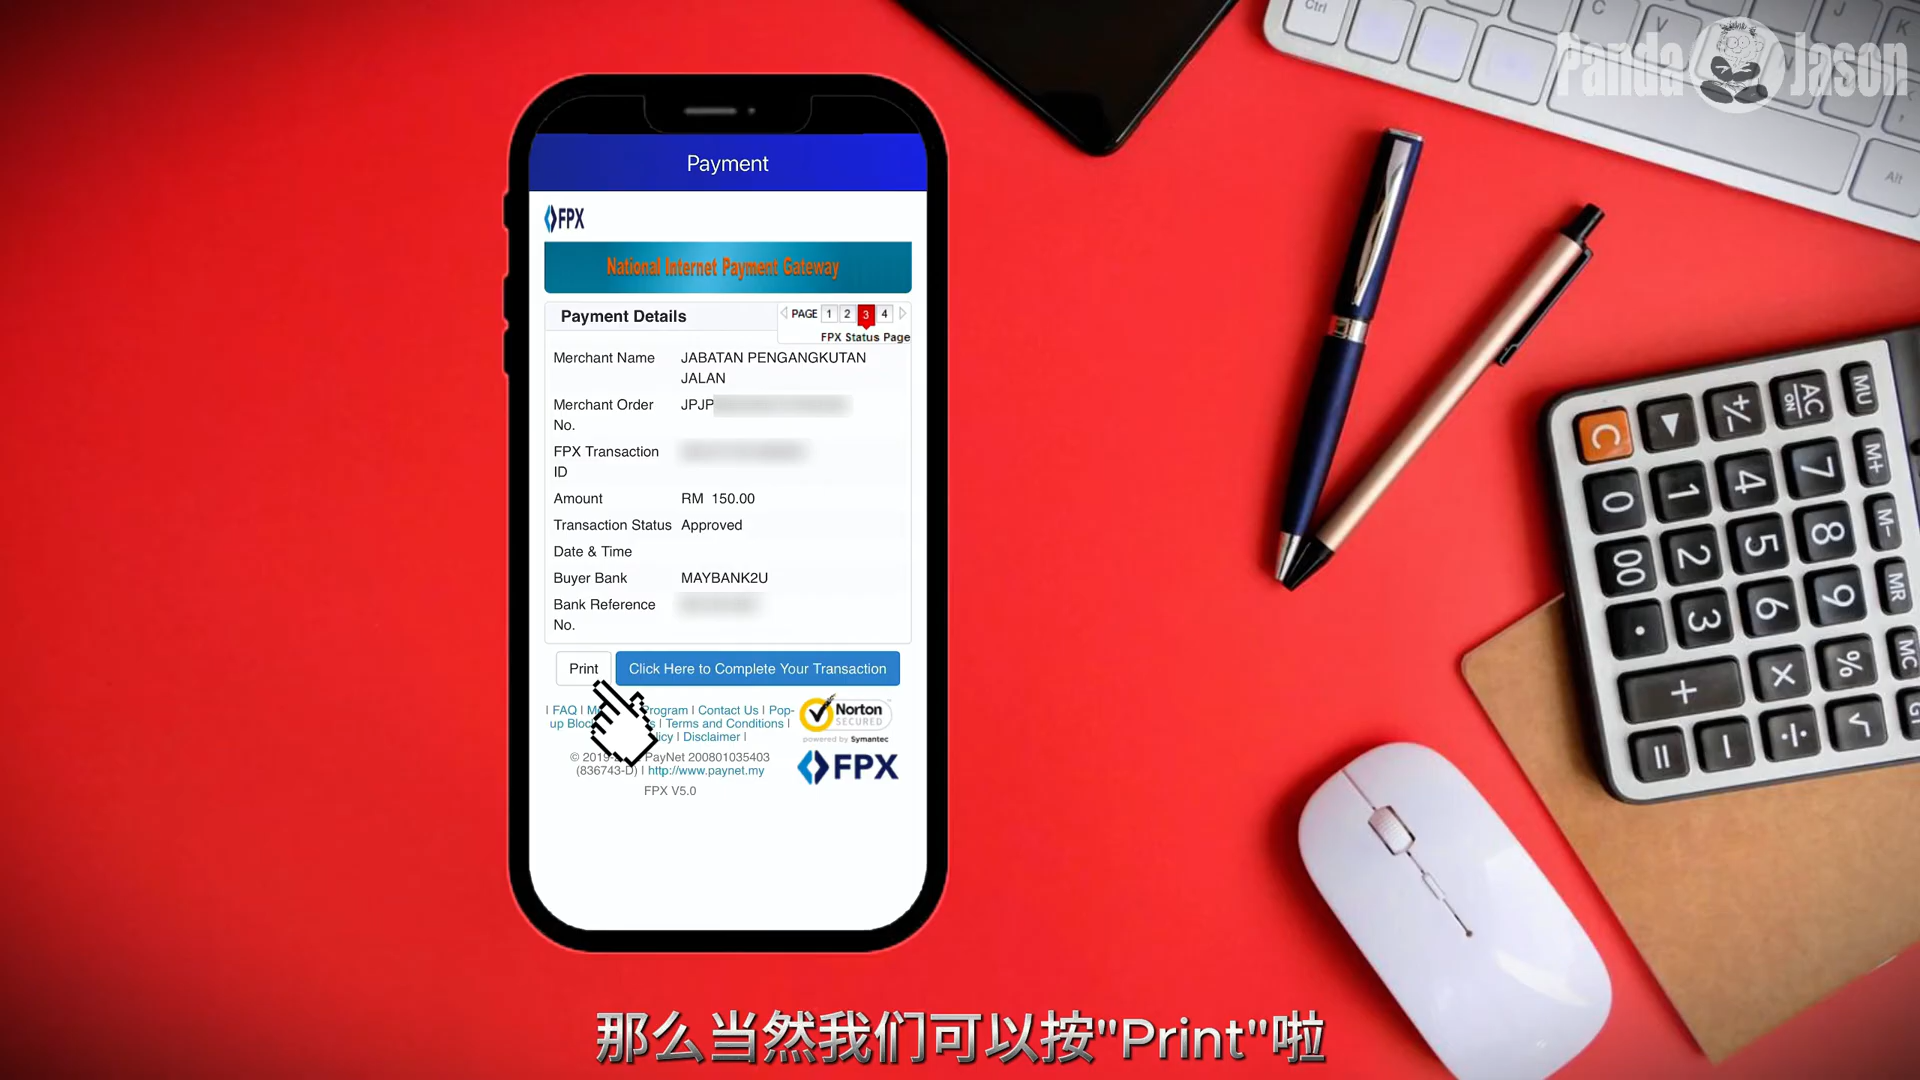 Panda Jason
Payment
FPX
National Internet Payment Gateway
Payment Details
PAGE 1 2 3 4
FPX Status Page
Merchant Name JABATAN PENGANGKUTAN
JALAN
Merchant Order JPJP
No.
FPX Transaction
ID
Amount RM 150.00
Transaction Status Approved
Date & Time
Buyer Bank MAYBANK2U
Bank Reference
No.
Print Click Here to Complete Your Transaction
| FAQ | Program | Contact Us | Pop-
up | Terms and Conditions |
| Disclaimer |
Norton
SECURED
powered by Symantec
© PayNet 200801035403
(836743-D) | http://www.paynet.my
FPX
FPX V5.0
Ctrl
C
V
J
K
Alt
C ▶ +/- AC ON MU
0 1 4 7 M+
00 2 5 8 M−
. 3 6 9 MR
+ × % MC
= − ÷ √
那么当然我们可以按"Print"啦